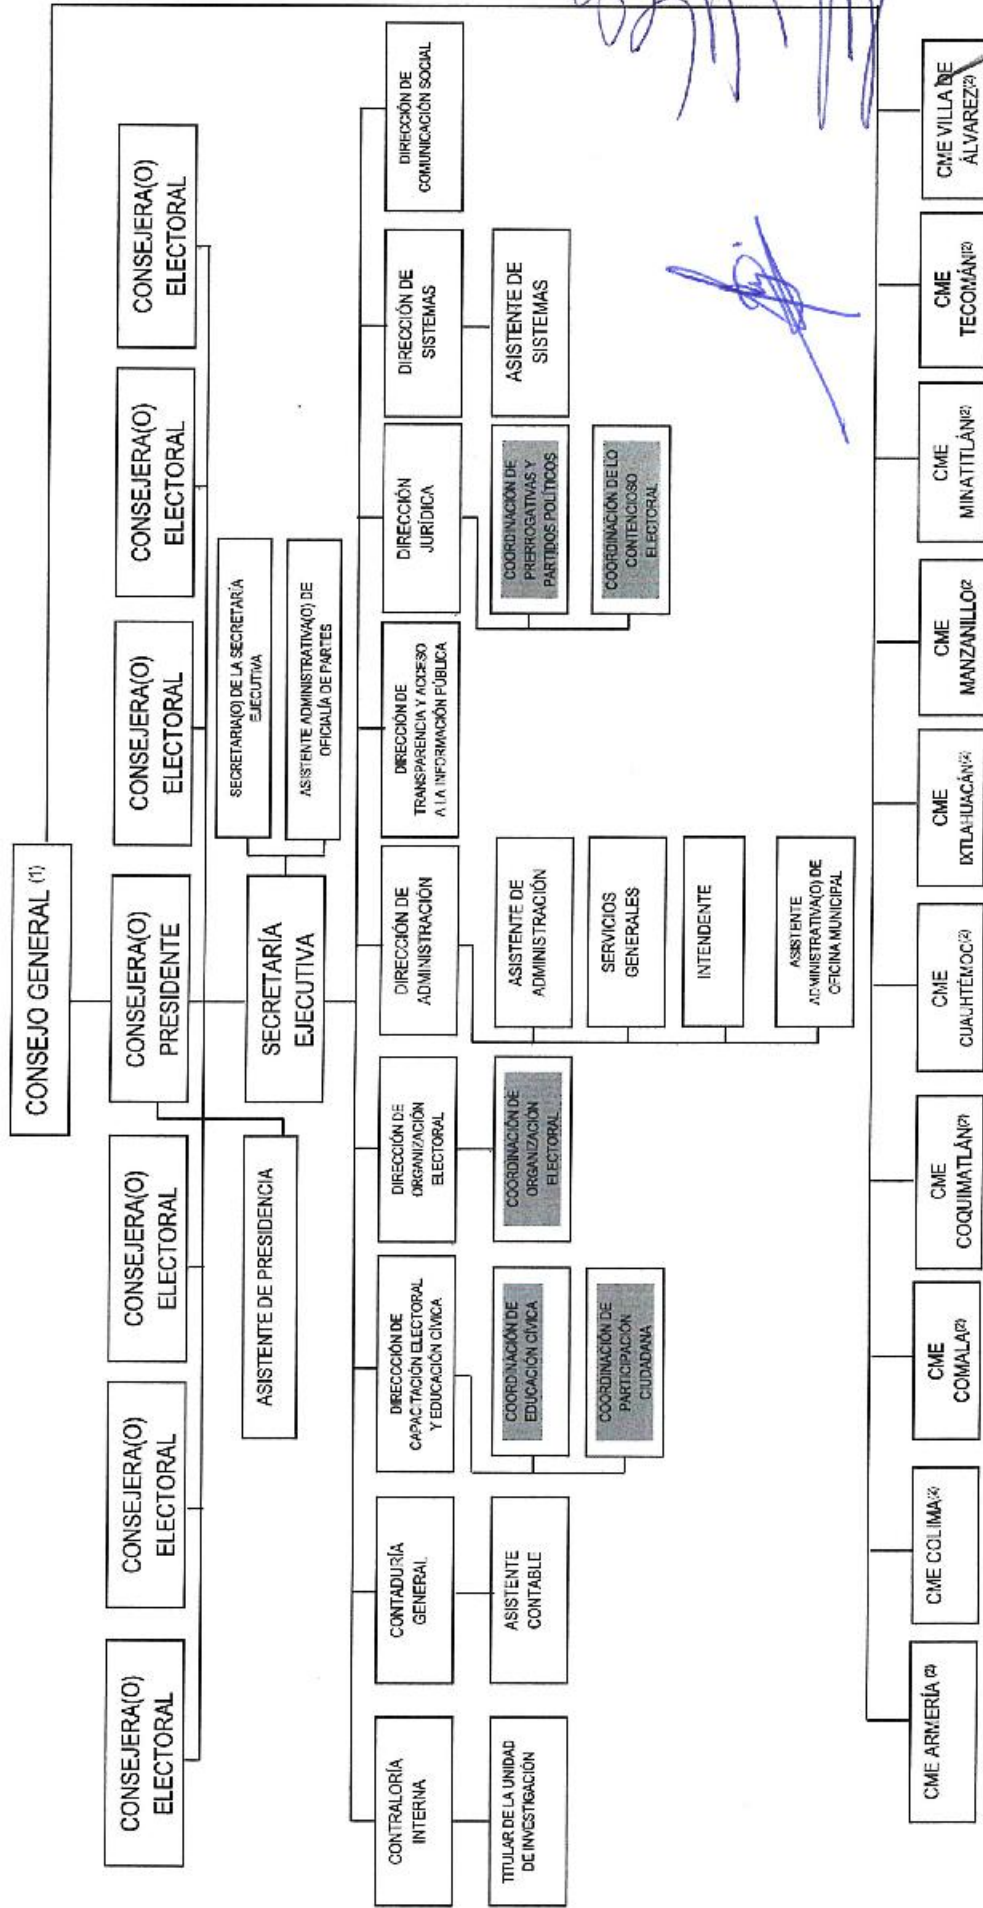 CONSEJO GENERAL (1)
CONSEJERA(O)
ELECTORAL
CONSEJERA(O)
ELECTORAL
CONSEJERA(O)
ELECTORAL
CONSEJERA(O)
PRESIDENTE
CONSEJERA(O)
ELECTORAL
CONSEJERA(O)
ELECTORAL
CONSEJERA(O)
ELECTORAL
ASISTENTE DE PRESIDENCIA
SECRETARÍA
EJECUTIVA
SECRETARIA(O) DE LA SECRETARÍA
EJECUTIVA
ASISTENTE ADMINISTRATIVA(O) DE
OFICIALÍA DE PARTES
CONTRALORÍA
INTERNA
CONTADURÍA
GENERAL
DIRECCCIÓN DE
CAPACITACIÓN ELECTORAL
Y EDUCACIÓN CÍVICA
DIRECCIÓN DE
ORGANIZACIÓN
ELECTORAL
DIRECCIÓN DE
ADMINISTRACIÓN
DIRECCIÓN DE
TRANSPARENCIA Y ACCESO
A LA INFORMACIÓN PÚBLICA
DIRECCIÓN
JURÍDICA
DIRECCIÓN DE
SISTEMAS
DIRECCIÓN DE
COMUNICACIÓN SOCIAL
TITULAR DE LA UNIDAD
DE INVESTIGACIÓN
ASISTENTE
CONTABLE
COORDINACIÓN DE
EDUCACIÓN CÍVICA
COORDINACIÓN DE
PARTICIPACIÓN
CIUDADANA
COORDINACIÓN DE
ORGANIZACIÓN
ELECTORAL
ASISTENTE DE
ADMINISTRACIÓN
SERVICIOS
GENERALES
INTENDENTE
ASISTENTE
ADMINISTRATIVA(O) DE
OFICINA MUNICIPAL
COORDINACIÓN DE
PRERROGATIVAS Y
PARTIDOS POLÍTICOS
COORDINACIÓN DE LO
CONTENCIOSO
ELECTORAL
ASISTENTE DE
SISTEMAS
CME ARMERÍA (2)
CME COLIMA(2)
CME
COMALA(2)
CME
COQUIMATLÁN(2)
CME
CUAUHTÉMOC(2)
CME
IXTLAHUACÁN(2)
CME
MANZANILLO(2
CME
MINATITLÁN(2)
CME
TECOMÁN(2)
CME VILLA DE
ÁLVAREZ(2)